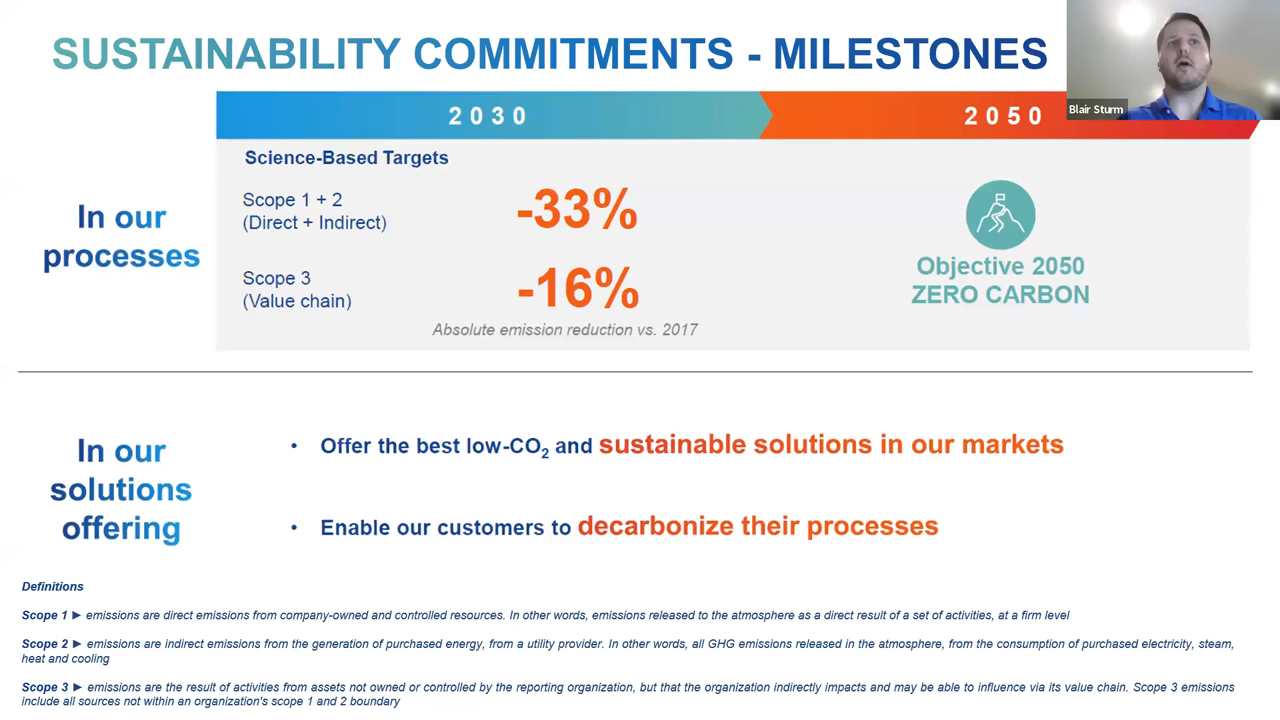 SUSTAINABILITY COMMITMENTS - MILESTONES
Blair Sturm
2030
2050
Science-Based Targets
In our
processes
Scope 1 + 2
(Direct + Indirect)
-33%
Scope 3
(Value chain)
-16%
Absolute emission reduction vs. 2017
Objective 2050
ZERO CARBON
In our
solutions
offering
• Offer the best low-CO₂ and sustainable solutions in our markets
• Enable our customers to decarbonize their processes
Definitions
Scope 1 ► emissions are direct emissions from company-owned and controlled resources. In other words, emissions released to the atmosphere as a direct result of a set of activities, at a firm level
Scope 2 ► emissions are indirect emissions from the generation of purchased energy, from a utility provider. In other words, all GHG emissions released in the atmosphere, from the consumption of purchased electricity, steam,
heat and cooling
Scope 3 ► emissions are the result of activities from assets not owned or controlled by the reporting organization, but that the organization indirectly impacts and may be able to influence via its value chain. Scope 3 emissions
include all sources not within an organization's scope 1 and 2 boundary